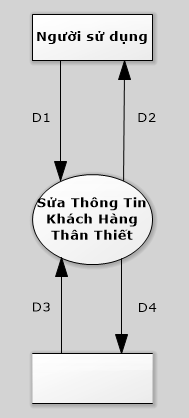 Người sử dụng
D1
D2
Sửa Thông Tin
Khách Hàng
Thân Thiết
D3
D4